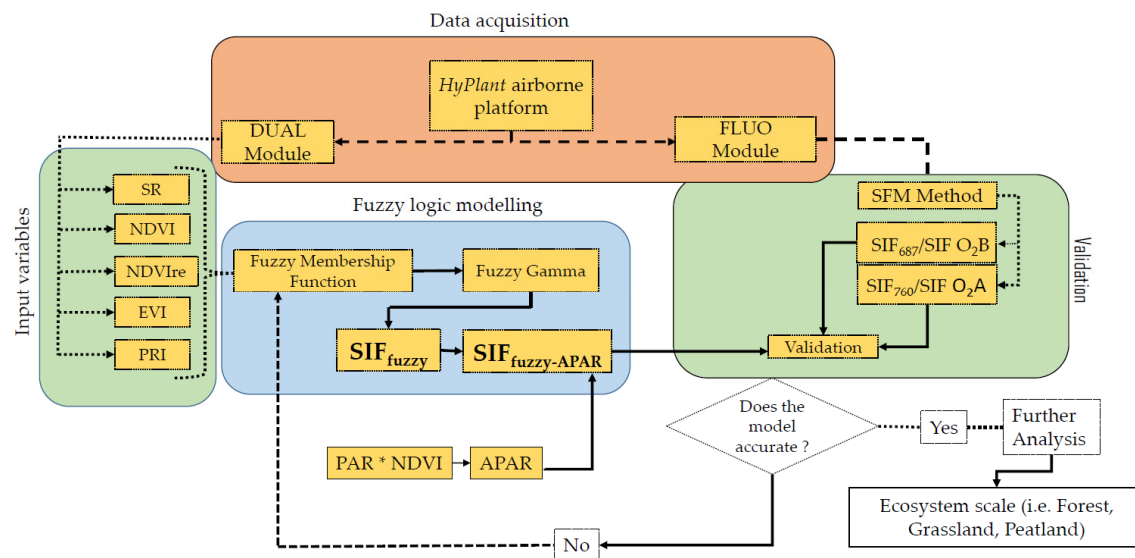 Data acquisition
HyPlant airborne
platform
DUAL
Module
FLUO
Module
Input variables
SR
NDVI
NDVIre
EVI
PRI
Fuzzy logic modelling
Fuzzy Membership
Function
Fuzzy Gamma
SIFfuzzy
SIFfuzzy-APAR
PAR * NDVI
APAR
SFM Method
SIF687/SIF O2B
SIF760/SIF O2A
Validation
Validation
Does the
model
accurate ?
Yes
Further
Analysis
Ecosystem scale (i.e. Forest,
Grassland, Peatland)
No